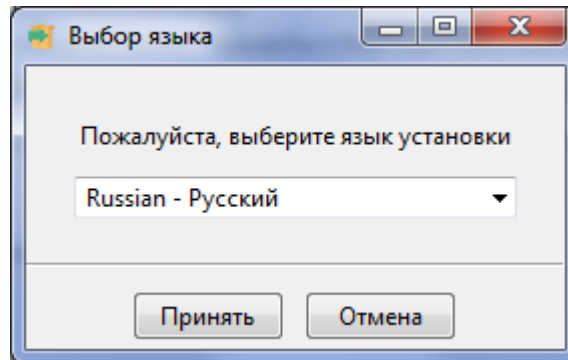 Выбор языка
Пожалуйста, выберите язык установки
Russian - Русский
Принять Отмена